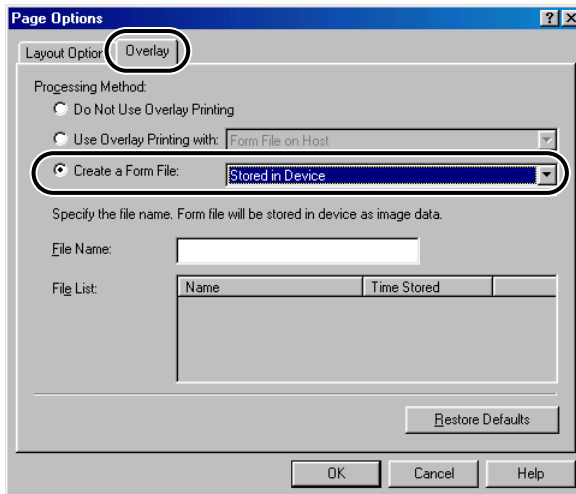 Page Options
Layout Option Overlay
Processing Method:
Do Not Use Overlay Printing
Use Overlay Printing with: Form File on Host
Create a Form File: Stored in Device
Specify the file name. Form file will be stored in device as image data.
File Name:
File List: Name Time Stored
Restore Defaults
OK Cancel Help